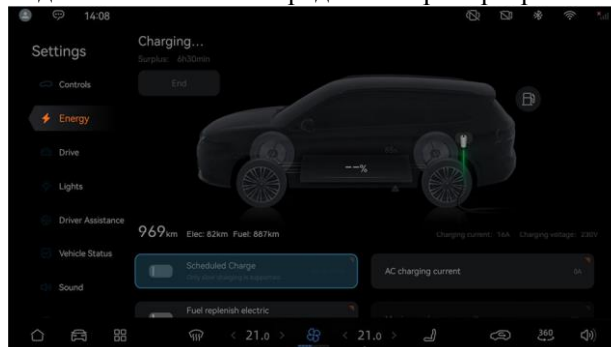 14:08
Settings
Controls
Energy
Drive
Lights
Driver Assistance
Vehicle Status
Sound
Charging...
Surplus: 6h30min
End
--%
969km Elec: 82km Fuel: 887km
Charging current: 16A Charging voltage: 230V
Scheduled Charge
AC charging current
Fuel replenish electric
< 21.0 >
< 21.0 >
360